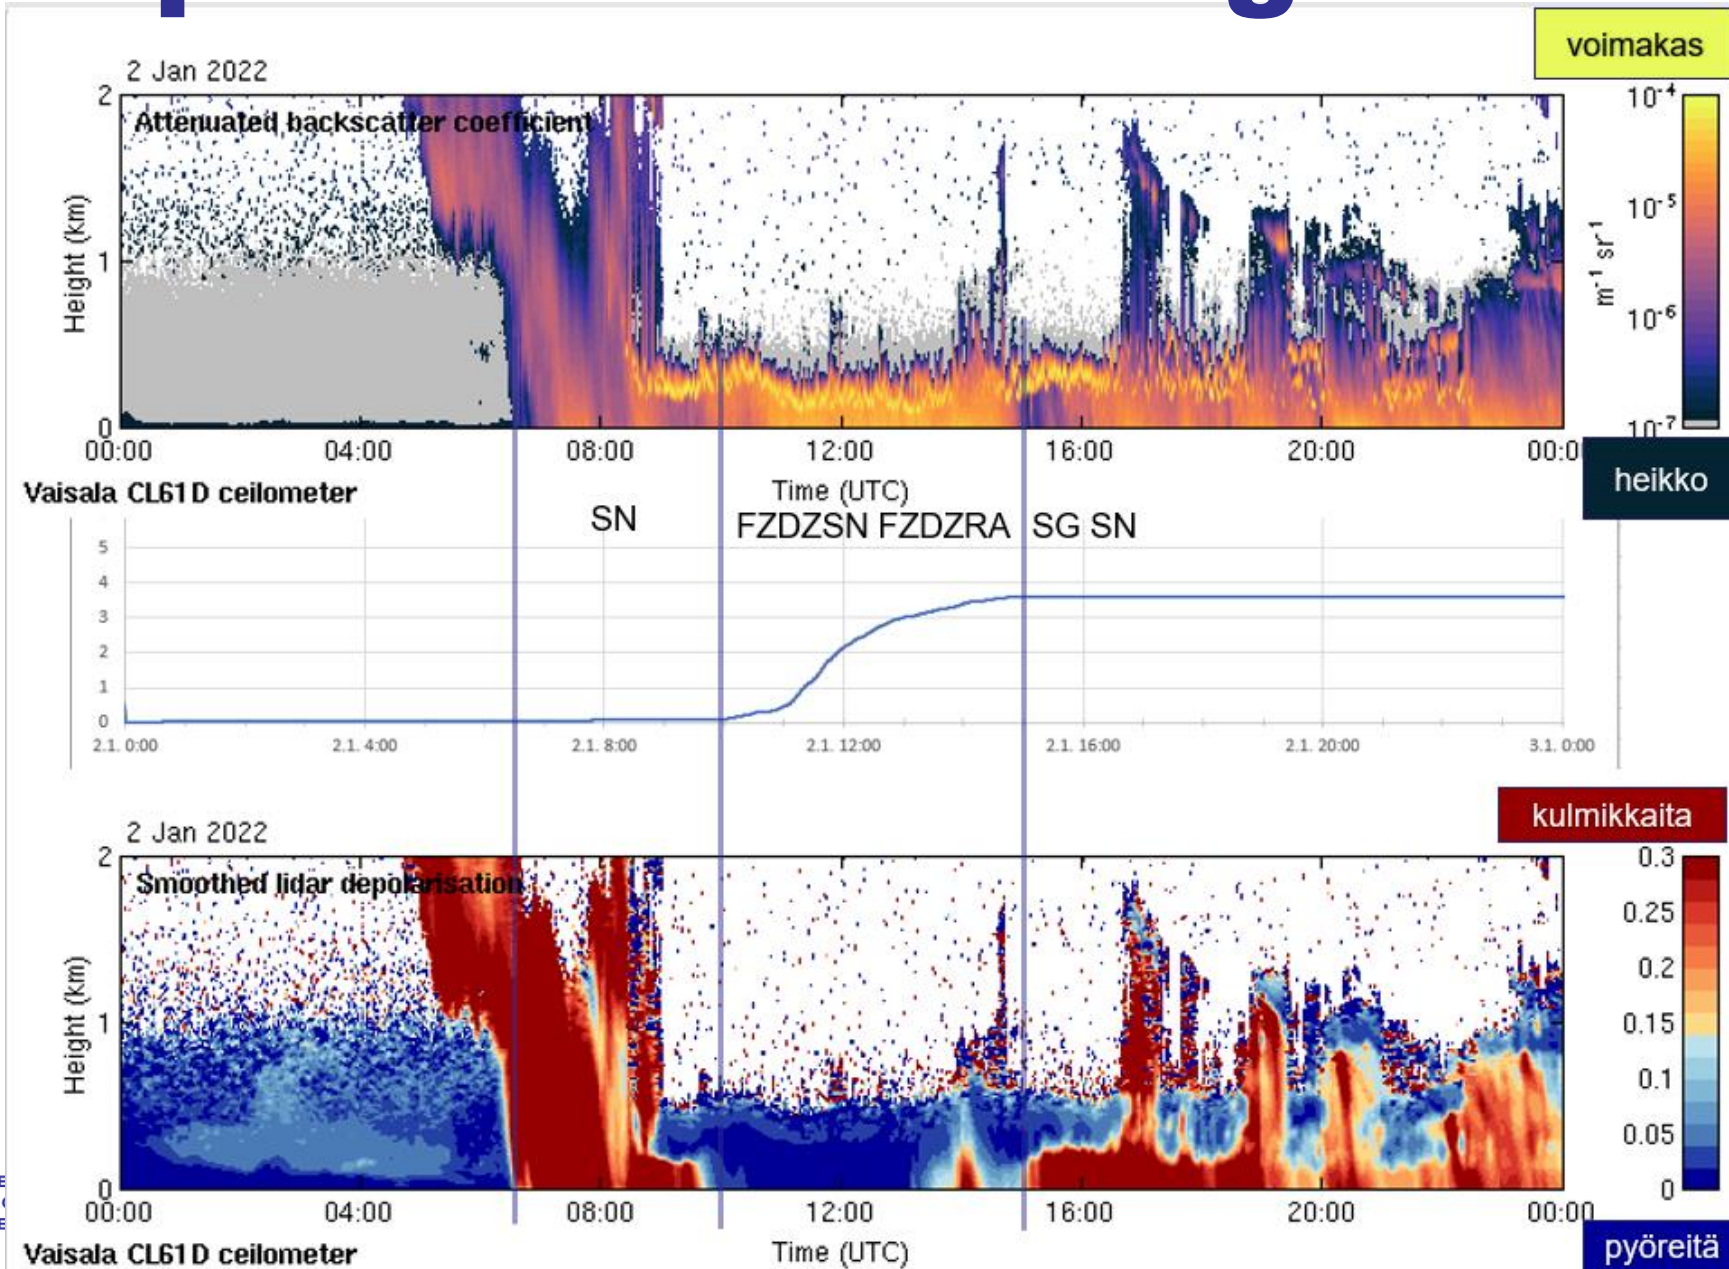 voimakas
2 Jan 2022
Attenuated backscatter coefficient
2
1
0
Height (km)
10⁻⁴
10⁻⁵
10⁻⁶
10⁻⁷
m⁻¹ sr⁻¹
00:00 04:00 08:00 12:00 16:00 20:00 00:00
Vaisala CL61D ceilometer
Time (UTC)
heikko
SN FZDZSN FZDZRA SG SN
5
4
3
2
1
0
2.1. 0:00 2.1. 4:00 2.1. 8:00 2.1. 12:00 2.1. 16:00 2.1. 20:00 3.1. 0:00
kulmikkaita
2 Jan 2022
Smoothed lidar depolarisation
2
1
0
Height (km)
0.3
0.25
0.2
0.15
0.1
0.05
0
00:00 04:00 08:00 12:00 16:00 20:00 00:00
Vaisala CL61D ceilometer
Time (UTC)
pyöreitä